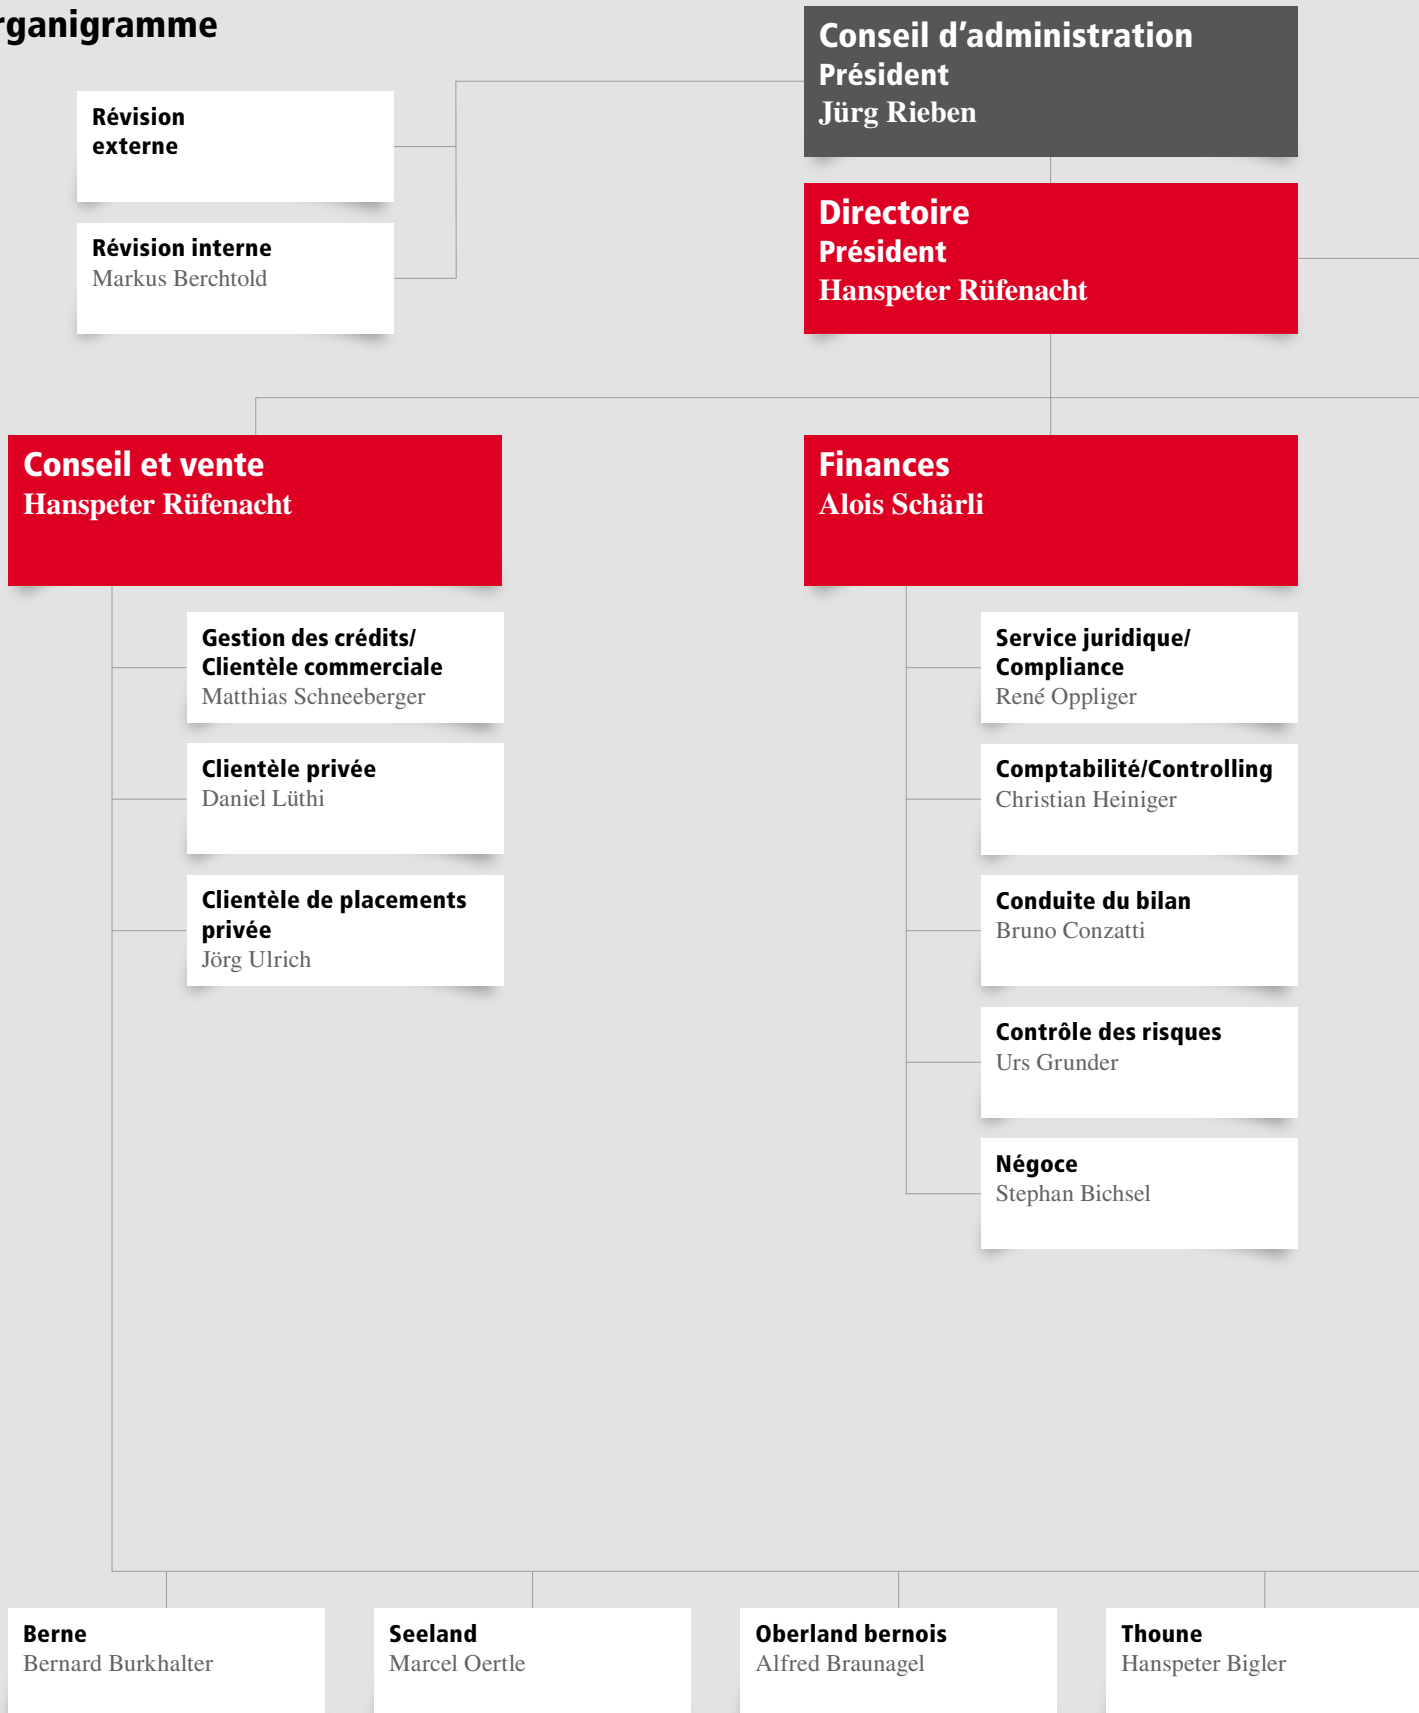 rganigramme
Conseil d’administration
Président
Jürg Rieben
Révision
externe
Révision interne
Markus Berchtold
Directoire
Président
Hanspeter Rüfenacht
Conseil et vente
Hanspeter Rüfenacht
Gestion des crédits/
Clientèle commerciale
Matthias Schneeberger
Clientèle privée
Daniel Lüthi
Clientèle de placements
privée
Jörg Ulrich
Finances
Alois Schärli
Service juridique/
Compliance
René Oppliger
Comptabilité/Controlling
Christian Heiniger
Conduite du bilan
Bruno Conzatti
Contrôle des risques
Urs Grunder
Négoce
Stephan Bichsel
Berne
Bernard Burkhalter
Seeland
Marcel Oertle
Oberland bernois
Alfred Braunagel
Thoune
Hanspeter Bigler